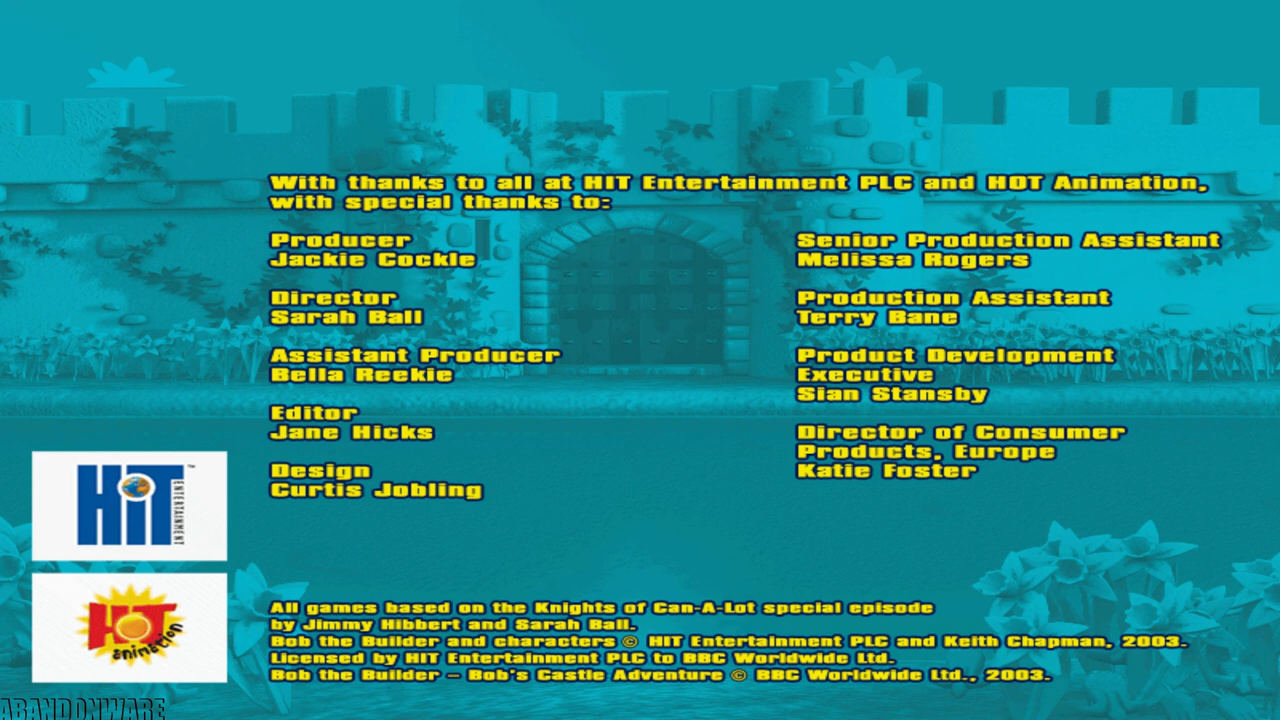 With thanks to all at HIT Entertainment PLC and HOT Animation,
with special thanks to:
Producer
Jackie Cockle
Director
Sarah Ball
Assistant Producer
Bella Reekie
Editor
Jane Hicks
Design
Curtis Jobling
Senior Production Assistant
Melissa Rogers
Production Assistant
Terry Bane
Product Development
Executive
Sian Stansby
Director of Consumer
Products, Europe
Katie Foster
HiT™
ENTERTAINMENT
HOT
animation
All games based on the Knights of Can-A-Lot special episode
by Jimmy Hibbert and Sarah Ball.
Bob the Builder and characters © HIT Entertainment PLC and Keith Chapman, 2003.
Licensed by HIT Entertainment PLC to BBC Worldwide Ltd.
Bob the Builder – Bob's Castle Adventure © BBC Worldwide Ltd., 2003.
ABANDONWARE